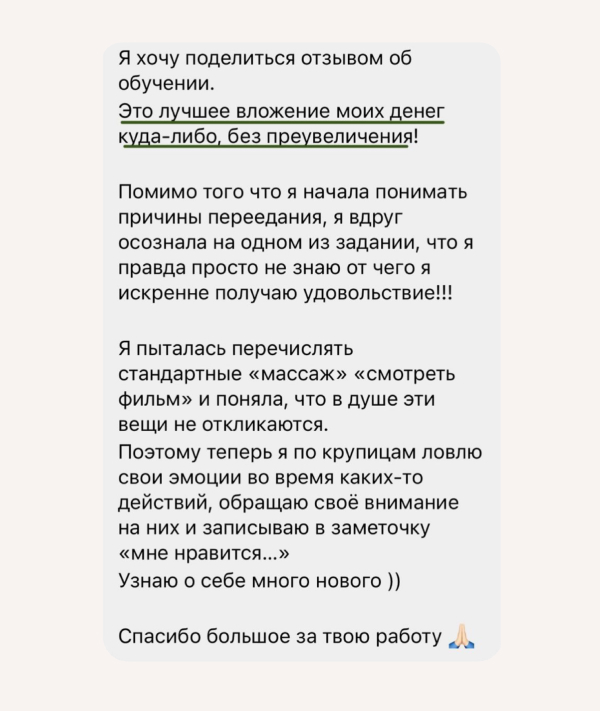 Я хочу поделиться отзывом об
обучении.
Это лучшее вложение моих денег
куда-либо, без преувеличения!
Помимо того что я начала понимать
причины переедания, я вдруг
осознала на одном из задании, что я
правда просто не знаю от чего я
искренне получаю удовольствие!!!
Я пыталась перечислять
стандартные «массаж» «смотреть
фильм» и поняла, что в душе эти
вещи не откликаются.
Поэтому теперь я по крупицам ловлю
свои эмоции во время каких-то
действий, обращаю своё внимание
на них и записываю в заметочку
«мне нравится...»
Узнаю о себе много нового ))
Спасибо большое за твою работу 🙏🏻